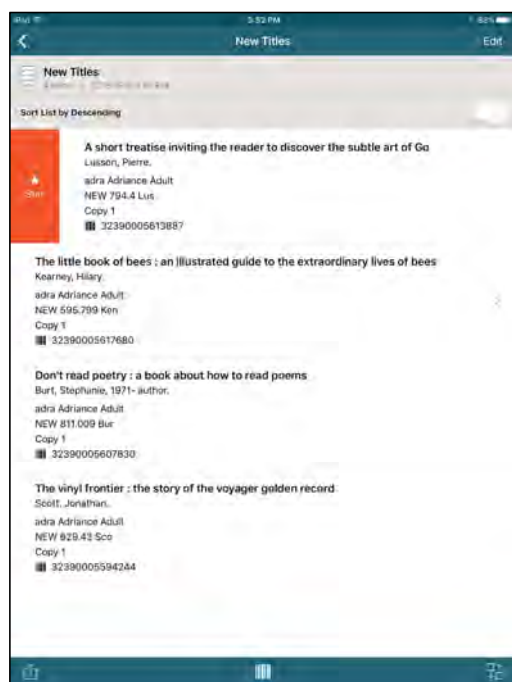 iPad
5:52 PM
82%
New Titles
Edit
New Titles
Sort List by Descending
A short treatise inviting the reader to discover the subtle art of Go
Lusson, Pierre.
adra Adriance Adult
NEW 794.4 Lus
Copy 1
32390005613887
Star
The little book of bees : an illustrated guide to the extraordinary lives of bees
Kearney, Hilary.
adra Adriance Adult
NEW 595.799 Ken
Copy 1
32390005617680
Don't read poetry : a book about how to read poems
Burt, Stephanie, 1971- author.
adra Adriance Adult
NEW 811.009 Bur
Copy 1
32390005607830
The vinyl frontier : the story of the voyager golden record
Scott, Jonathan.
adra Adriance Adult
NEW 629.43 Sco
Copy 1
32390005594244